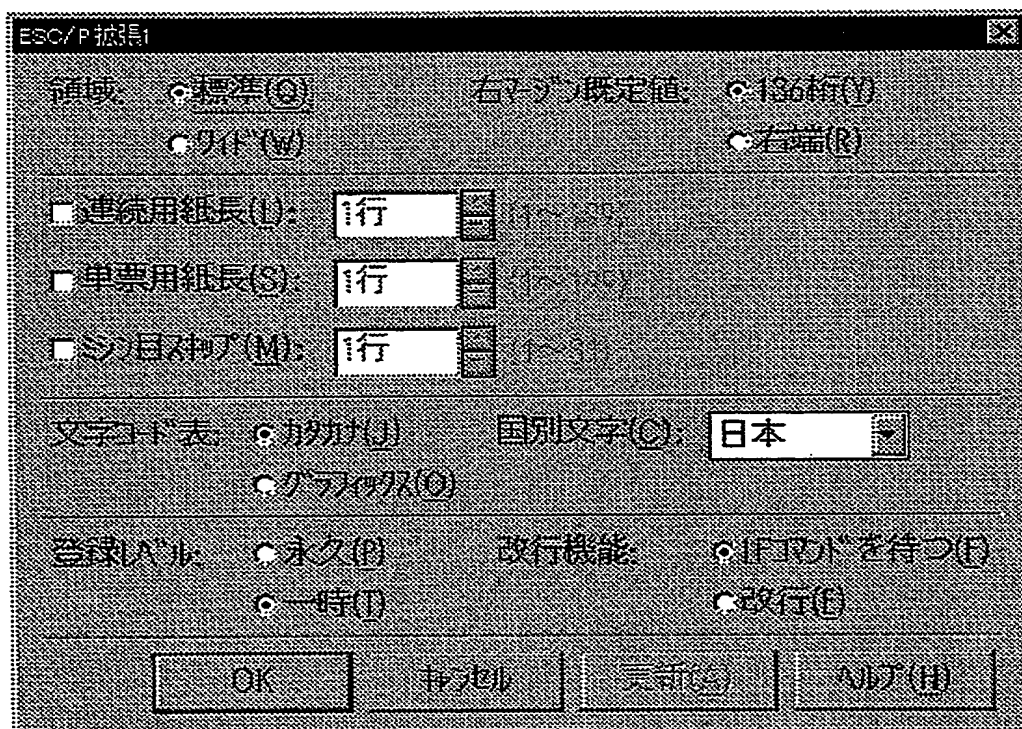 ESC/P拡張1
領域: 標準(Q) 右ﾏｰｼﾞﾝ既定値: 136桁(Y)
ﾜｲﾄﾞ(W) 右端(R)
連続用紙長(L): 1行
単票用紙長(S): 1行
ﾐｼﾝ目ｽｷｯﾌﾟ(M): 1行
文字ｺｰﾄﾞ表: ｶﾀｶﾅ(J) 国別文字(C): 日本
ｸﾞﾗﾌｨｯｸｽ(O)
登録ﾚﾍﾞﾙ: 永久(P) 改行機能: LFｺﾏﾝﾄﾞを待つ(F)
一時(T) 改行(E)
OK ｷｬﾝｾﾙ 更新(A) ﾍﾙﾌﾟ(H)